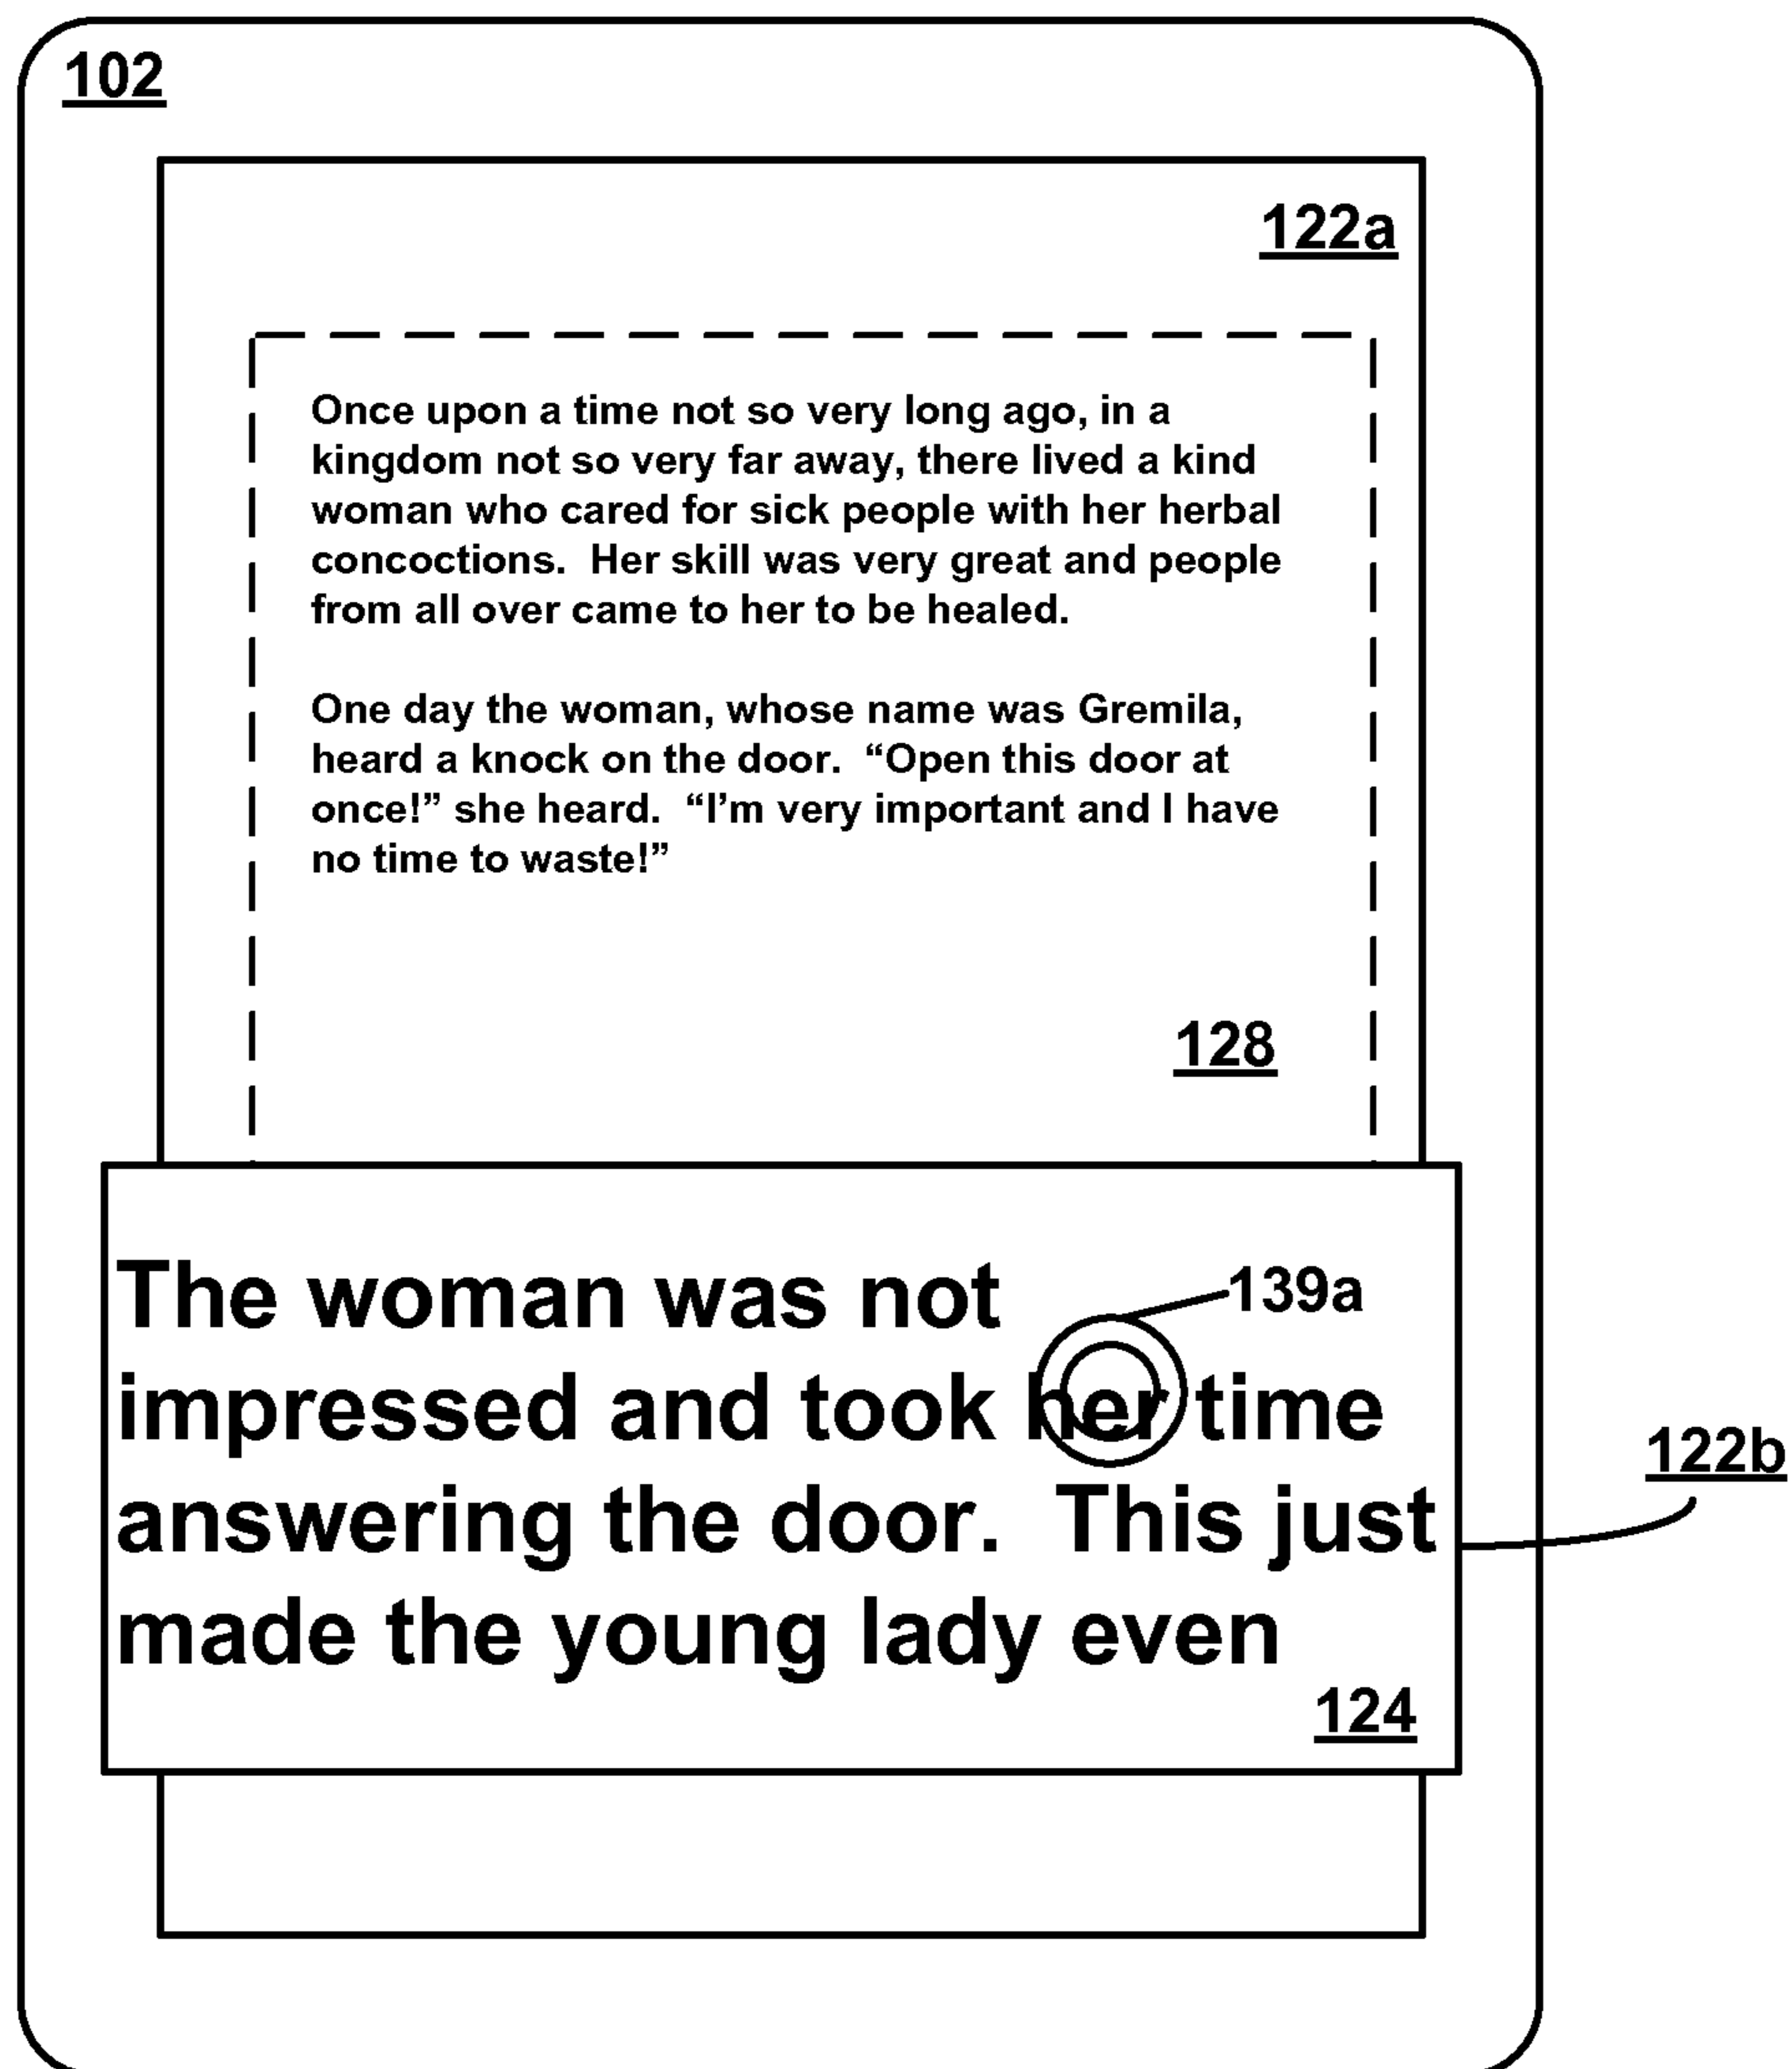 102
122a
Once upon a time not so very long ago, in a
kingdom not so very far away, there lived a kind
woman who cared for sick people with her herbal
concoctions.  Her skill was very great and people
from all over came to her to be healed.
One day the woman, whose name was Gremila,
heard a knock on the door.  “Open this door at
once!” she heard.  “I’m very important and I have
no time to waste!”
128
The woman was not
139a
impressed and took her time
answering the door.  This just
made the young lady even
122b
124